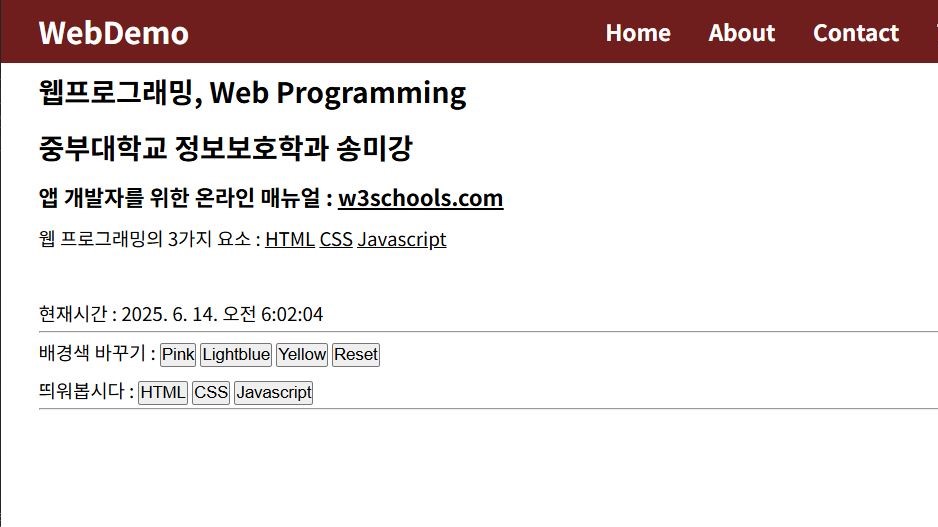 WebDemo Home About Contact
웹프로그래밍, Web Programming
중부대학교 정보보호학과 송미강
앱 개발자를 위한 온라인 매뉴얼 : w3schools.com
웹 프로그래밍의 3가지 요소 : HTML CSS Javascript
현재시간 : 2025. 6. 14. 오전 6:02:04
배경색 바꾸기 : Pink Lightblue Yellow Reset
띄워봅시다 : HTML CSS Javascript